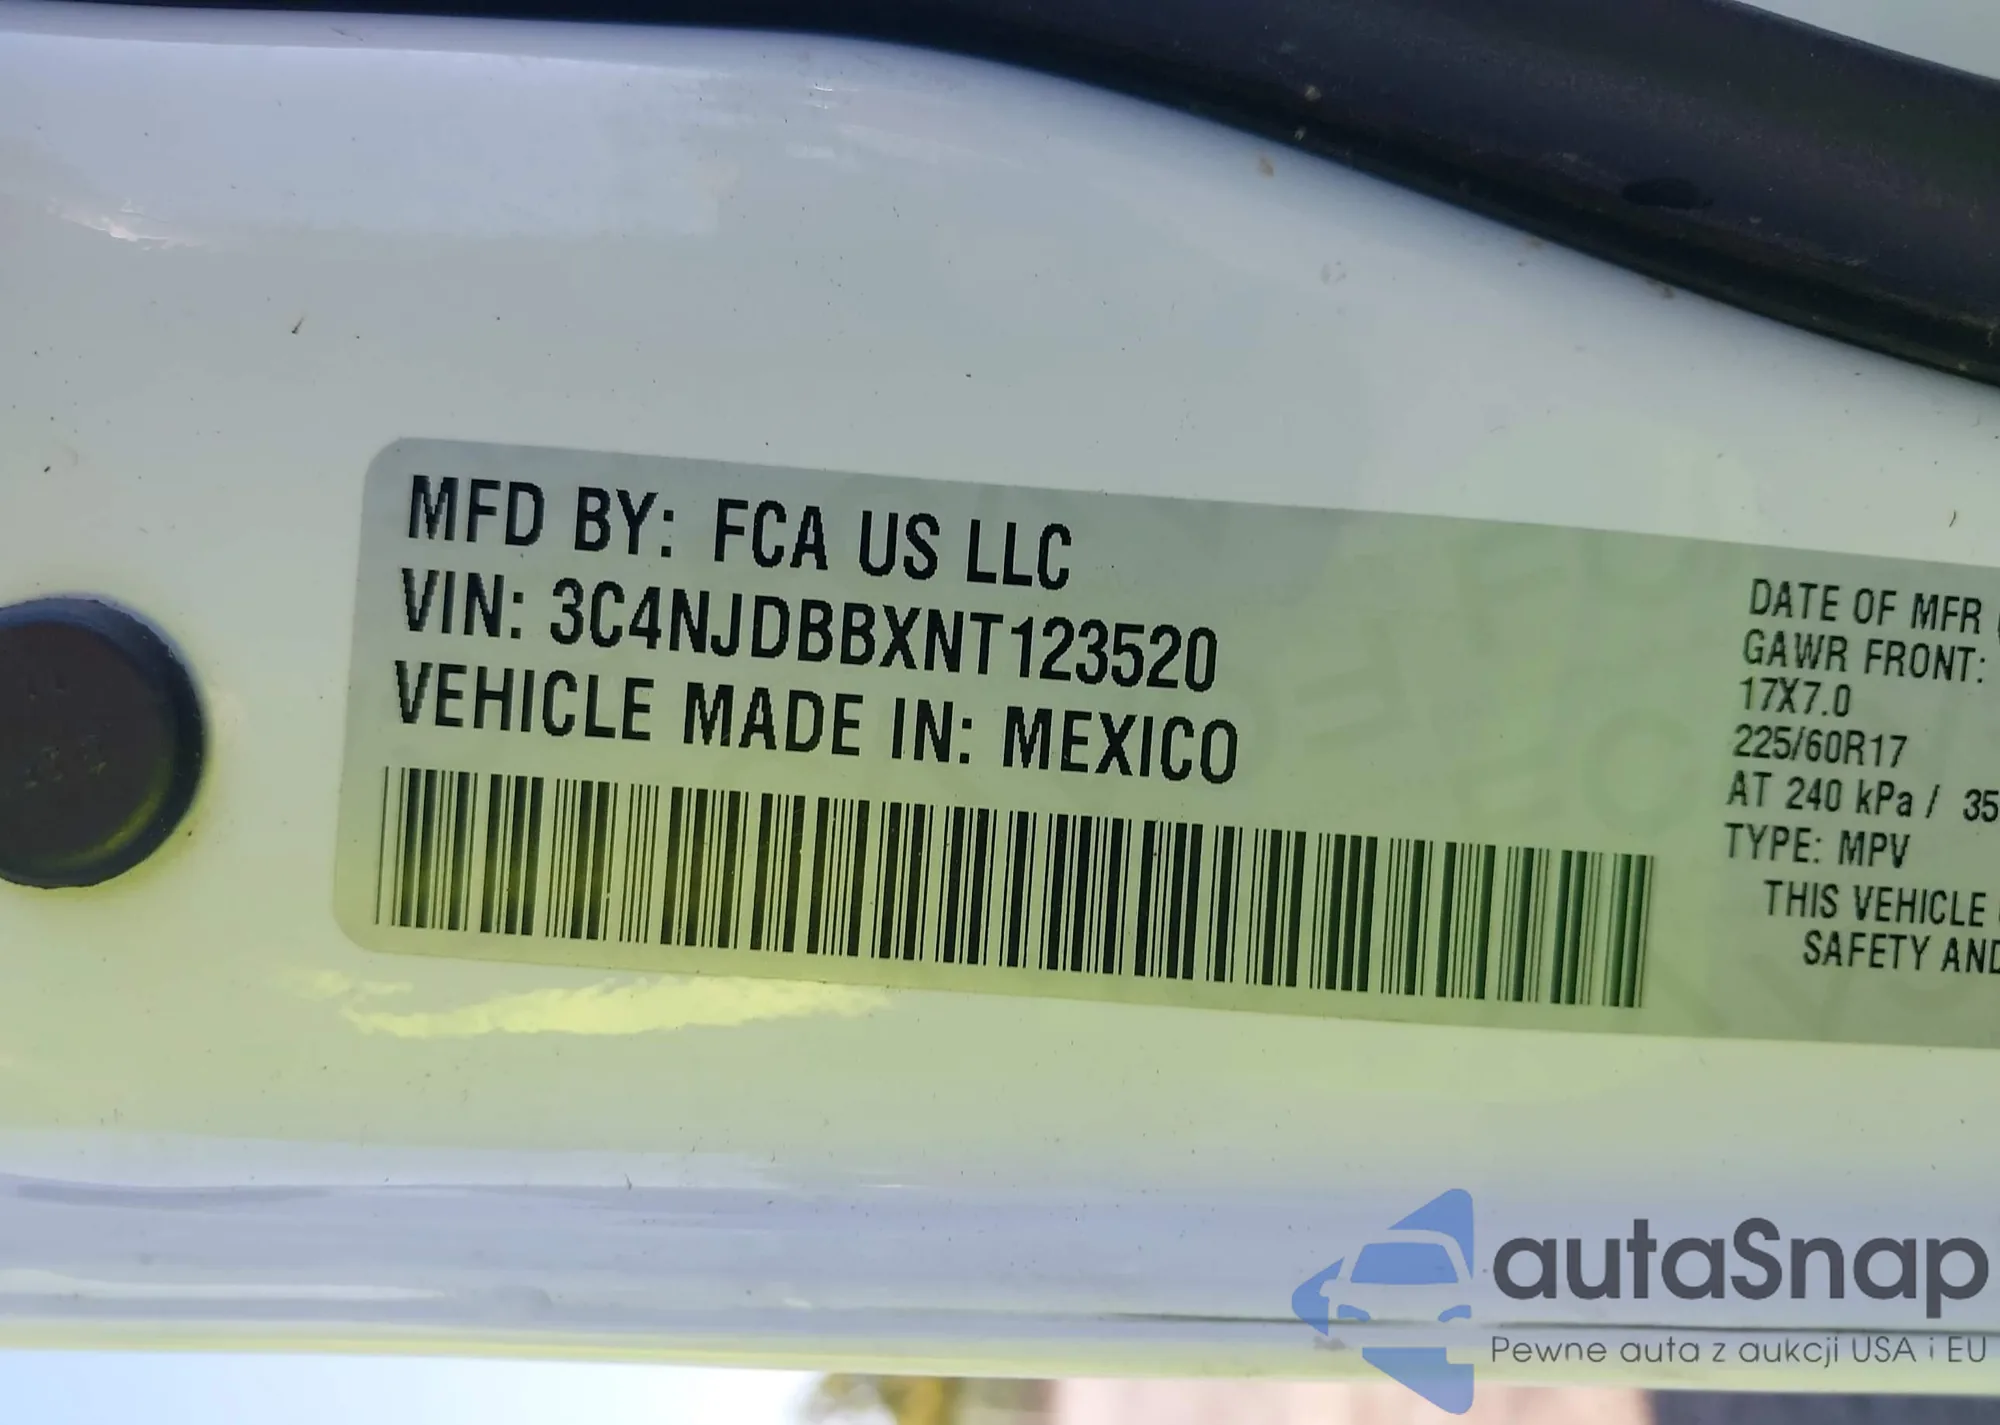 MFD BY: FCA US LLC
VIN: 3C4NJDBBXNT123520
VEHICLE MADE IN: MEXICO
DATE OF MFR
GAWR FRONT:
17X7.0
225/60R17
AT 240 kPa / 35
TYPE: MPV
THIS VEHICLE
SAFETY AND
autaSnap
Pewne auta z aukcji USA i EU